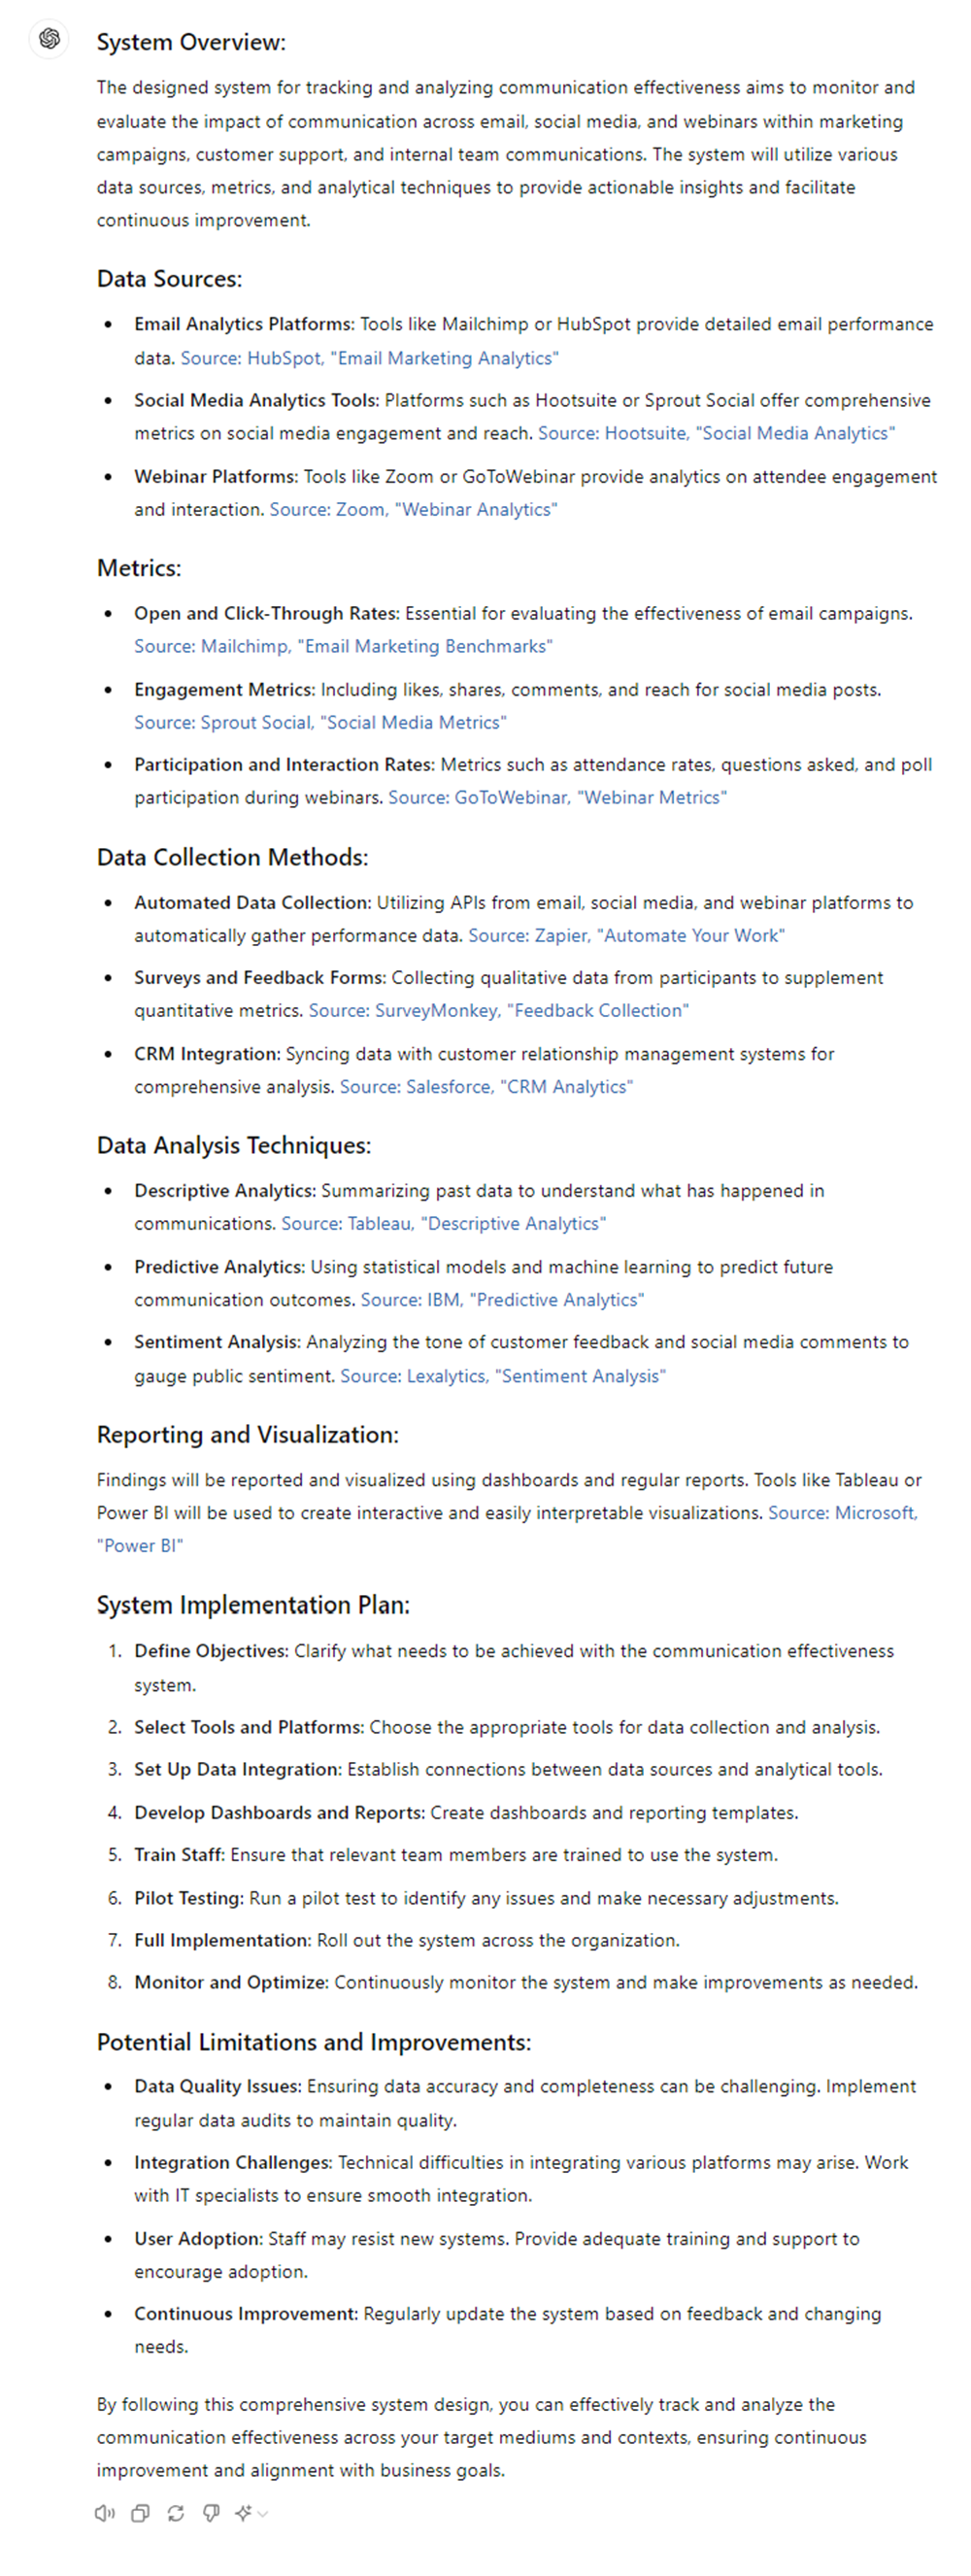 System Overview:
The designed system for tracking and analyzing communication effectiveness aims to monitor and
evaluate the impact of communication across email, social media, and webinars within marketing
campaigns, customer support, and internal team communications. The system will utilize various
data sources, metrics, and analytical techniques to provide actionable insights and facilitate
continuous improvement.
Data Sources:
• Email Analytics Platforms: Tools like Mailchimp or HubSpot provide detailed email performance
data. Source: HubSpot, "Email Marketing Analytics"
• Social Media Analytics Tools: Platforms such as Hootsuite or Sprout Social offer comprehensive
metrics on social media engagement and reach. Source: Hootsuite, "Social Media Analytics"
• Webinar Platforms: Tools like Zoom or GoToWebinar provide analytics on attendee engagement
and interaction. Source: Zoom, "Webinar Analytics"
Metrics:
• Open and Click-Through Rates: Essential for evaluating the effectiveness of email campaigns.
Source: Mailchimp, "Email Marketing Benchmarks"
• Engagement Metrics: Including likes, shares, comments, and reach for social media posts.
Source: Sprout Social, "Social Media Metrics"
• Participation and Interaction Rates: Metrics such as attendance rates, questions asked, and poll
participation during webinars. Source: GoToWebinar, "Webinar Metrics"
Data Collection Methods:
• Automated Data Collection: Utilizing APIs from email, social media, and webinar platforms to
automatically gather performance data. Source: Zapier, "Automate Your Work"
• Surveys and Feedback Forms: Collecting qualitative data from participants to supplement
quantitative metrics. Source: SurveyMonkey, "Feedback Collection"
• CRM Integration: Syncing data with customer relationship management systems for
comprehensive analysis. Source: Salesforce, "CRM Analytics"
Data Analysis Techniques:
• Descriptive Analytics: Summarizing past data to understand what has happened in
communications. Source: Tableau, "Descriptive Analytics"
• Predictive Analytics: Using statistical models and machine learning to predict future
communication outcomes. Source: IBM, "Predictive Analytics"
• Sentiment Analysis: Analyzing the tone of customer feedback and social media comments to
gauge public sentiment. Source: Lexalytics, "Sentiment Analysis"
Reporting and Visualization:
Findings will be reported and visualized using dashboards and regular reports. Tools like Tableau or
Power BI will be used to create interactive and easily interpretable visualizations. Source: Microsoft,
"Power BI"
System Implementation Plan:
1. Define Objectives: Clarify what needs to be achieved with the communication effectiveness
system.
2. Select Tools and Platforms: Choose the appropriate tools for data collection and analysis.
3. Set Up Data Integration: Establish connections between data sources and analytical tools.
4. Develop Dashboards and Reports: Create dashboards and reporting templates.
5. Train Staff: Ensure that relevant team members are trained to use the system.
6. Pilot Testing: Run a pilot test to identify any issues and make necessary adjustments.
7. Full Implementation: Roll out the system across the organization.
8. Monitor and Optimize: Continuously monitor the system and make improvements as needed.
Potential Limitations and Improvements:
• Data Quality Issues: Ensuring data accuracy and completeness can be challenging. Implement
regular data audits to maintain quality.
• Integration Challenges: Technical difficulties in integrating various platforms may arise. Work
with IT specialists to ensure smooth integration.
• User Adoption: Staff may resist new systems. Provide adequate training and support to
encourage adoption.
• Continuous Improvement: Regularly update the system based on feedback and changing
needs.
By following this comprehensive system design, you can effectively track and analyze the
communication effectiveness across your target mediums and contexts, ensuring continuous
improvement and alignment with business goals.